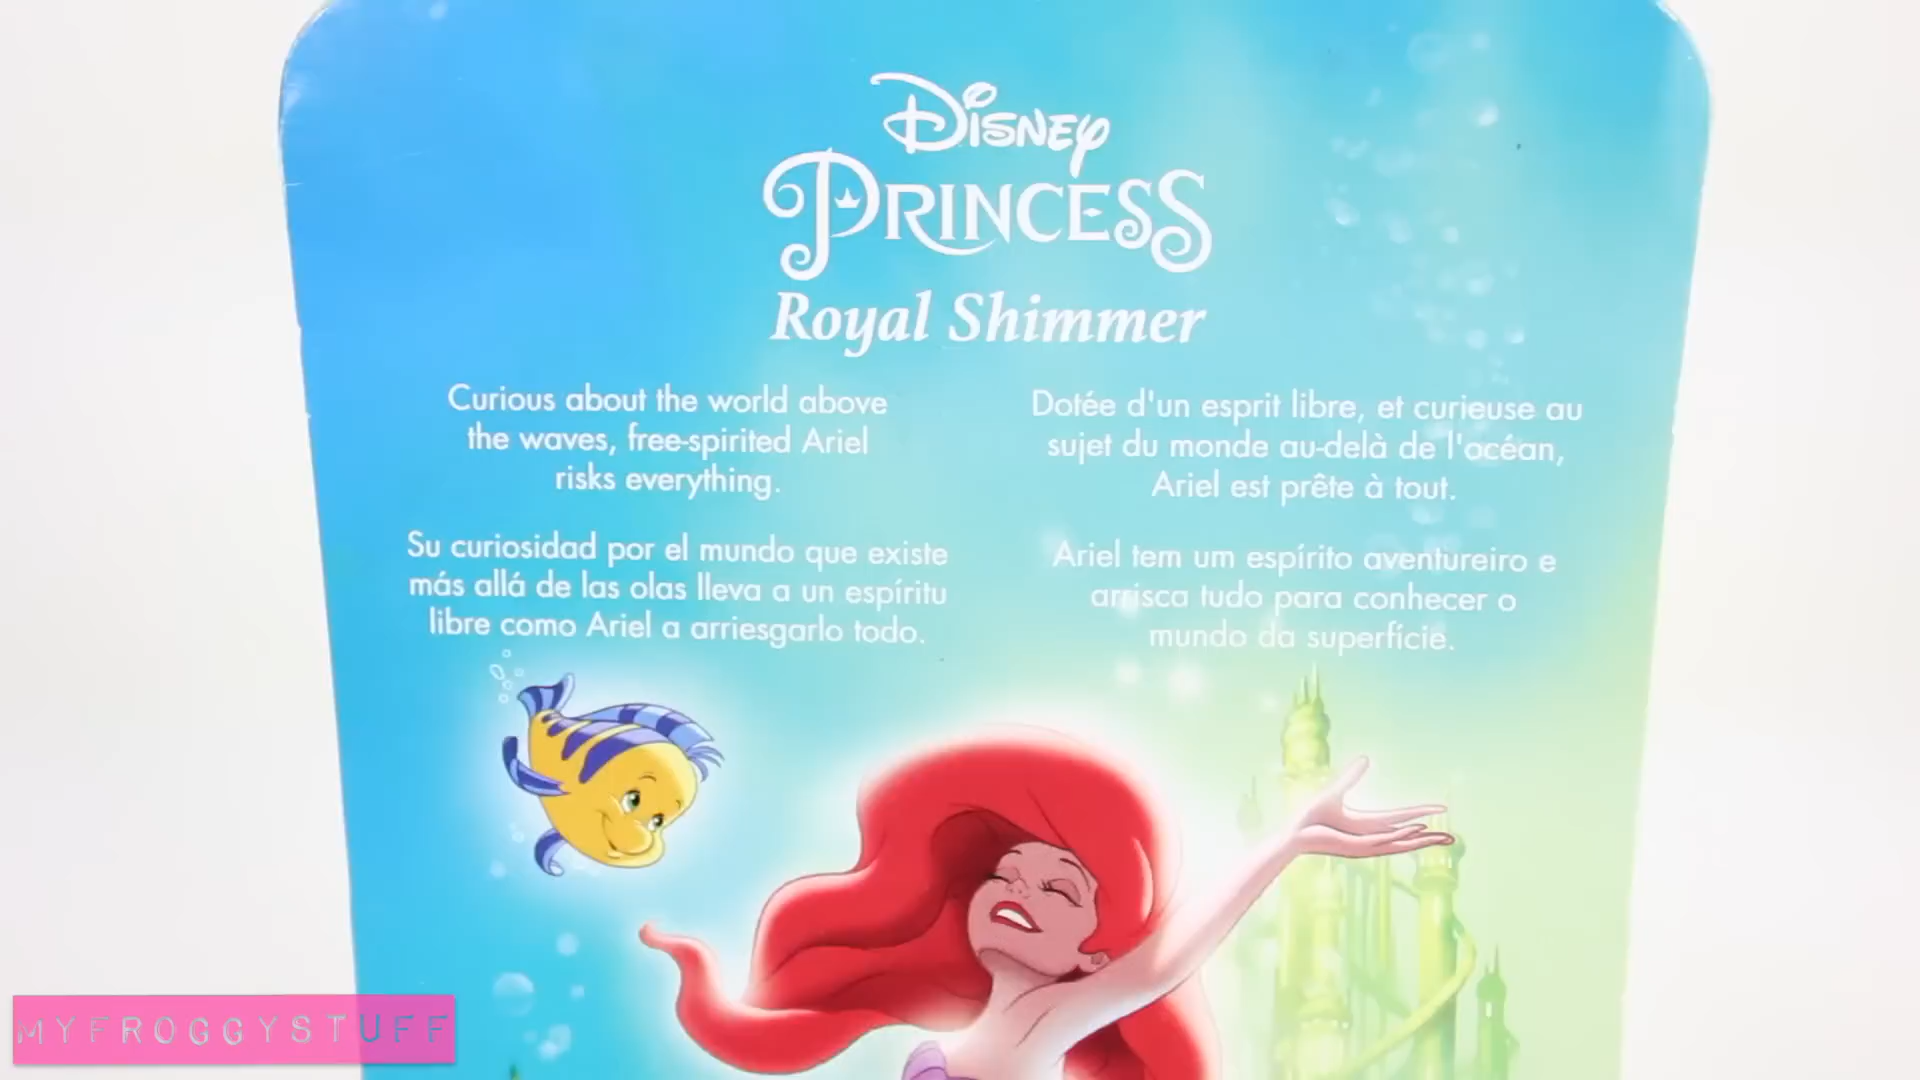 Disney
Princess
Royal Shimmer
Curious about the world above
the waves, free-spirited Ariel
risks everything.
Dotée d'un esprit libre, et curieuse au
sujet du monde au-delà de l'océan,
Ariel est prête à tout.
Su curiosidad por el mundo que existe
más allá de las olas lleva a un espíritu
libre como Ariel a arriesgarlo todo.
Ariel tem um espírito aventureiro e
arrisca tudo para conhecer o
mundo da superfície.
MYFROGGYSTUFF